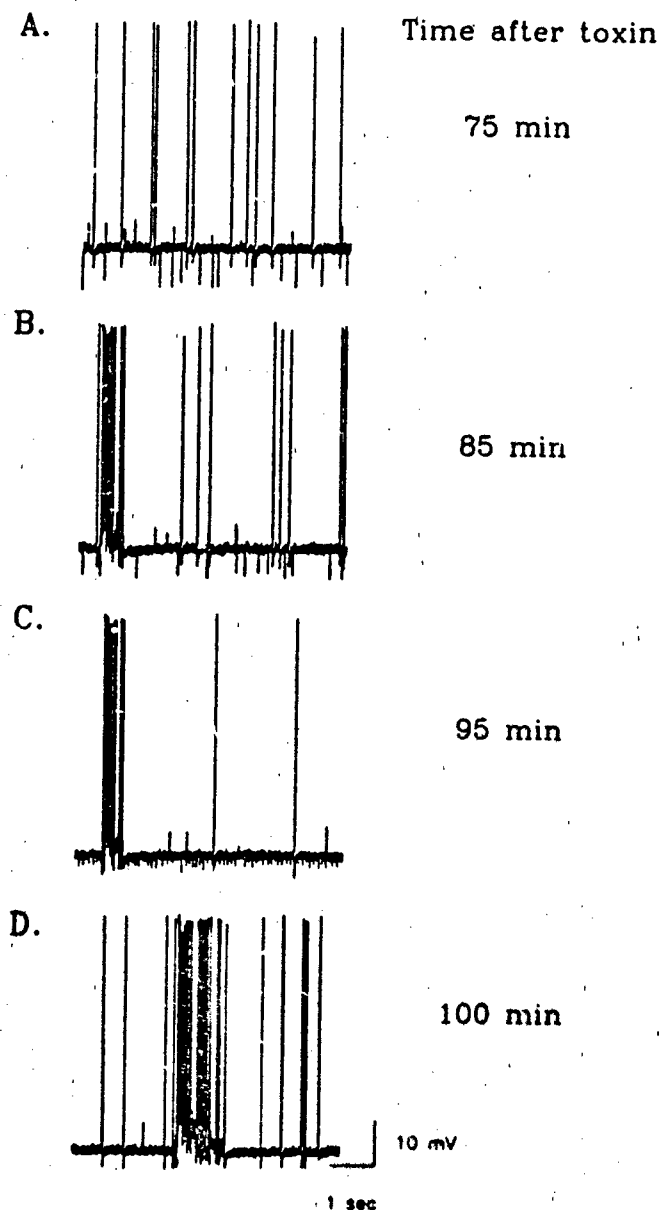 A.
Time after toxin
75 min
B.
85 min
C.
95 min
D.
100 min
10 mV
1 sec